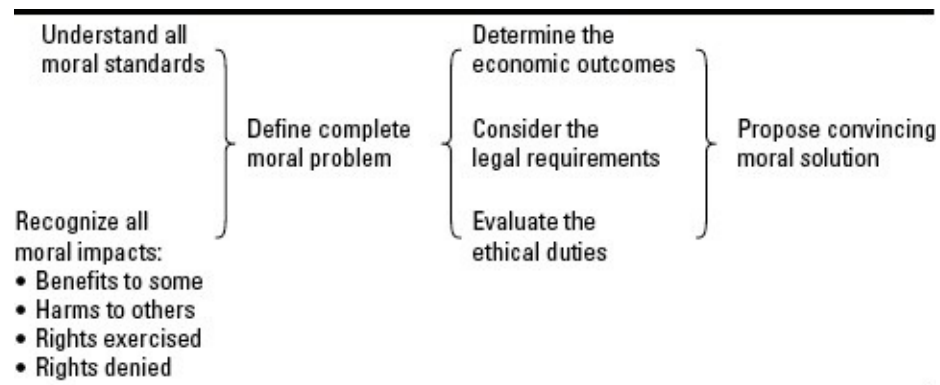 Understand all
moral standards
Recognize all
moral impacts:
• Benefits to some
• Harms to others
• Rights exercised
• Rights denied
Define complete
moral problem
Determine the
economic outcomes
Consider the
legal requirements
Evaluate the
ethical duties
Propose convincing
moral solution